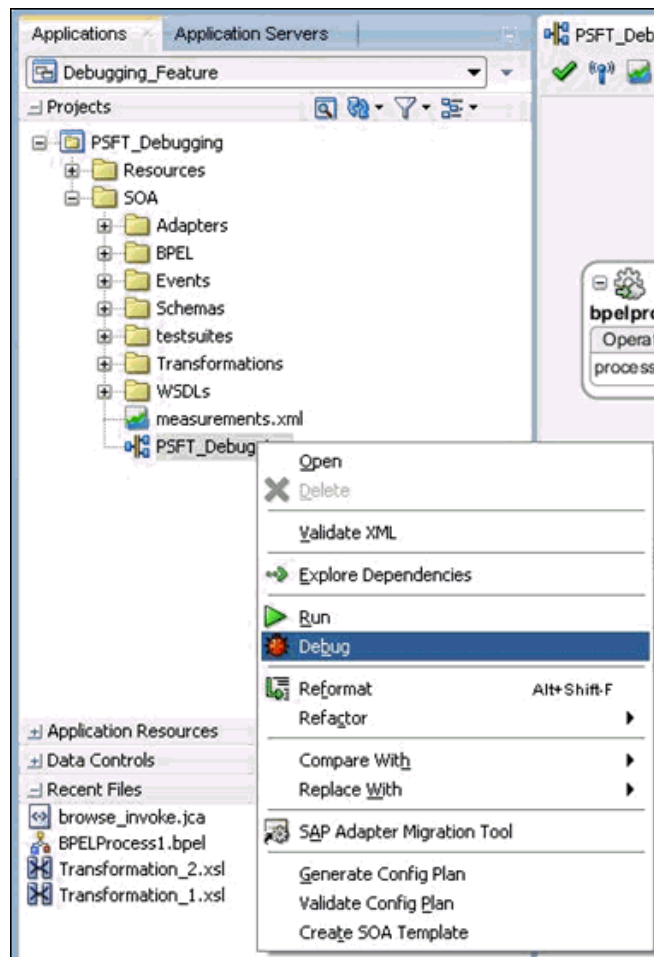 Applications
Application Servers
PSFT_Deb
Debugging_Feature
Projects
PSFT_Debugging
Resources
SOA
Adapters
BPEL
Events
Schemas
testsuites
Transformations
WSDLs
measurements.xml
PSFT_Debug
bpelpro
Operat
process
Open
Delete
Validate XML
Explore Dependencies
Run
Debug
Reformat Alt+Shift-F
Refactor
Compare With
Replace With
SAP Adapter Migration Tool
Generate Config Plan
Validate Config Plan
Create SOA Template
Application Resources
Data Controls
Recent Files
browse_invoke.jca
BPELProcess1.bpel
Transformation_2.xsl
Transformation_1.xsl